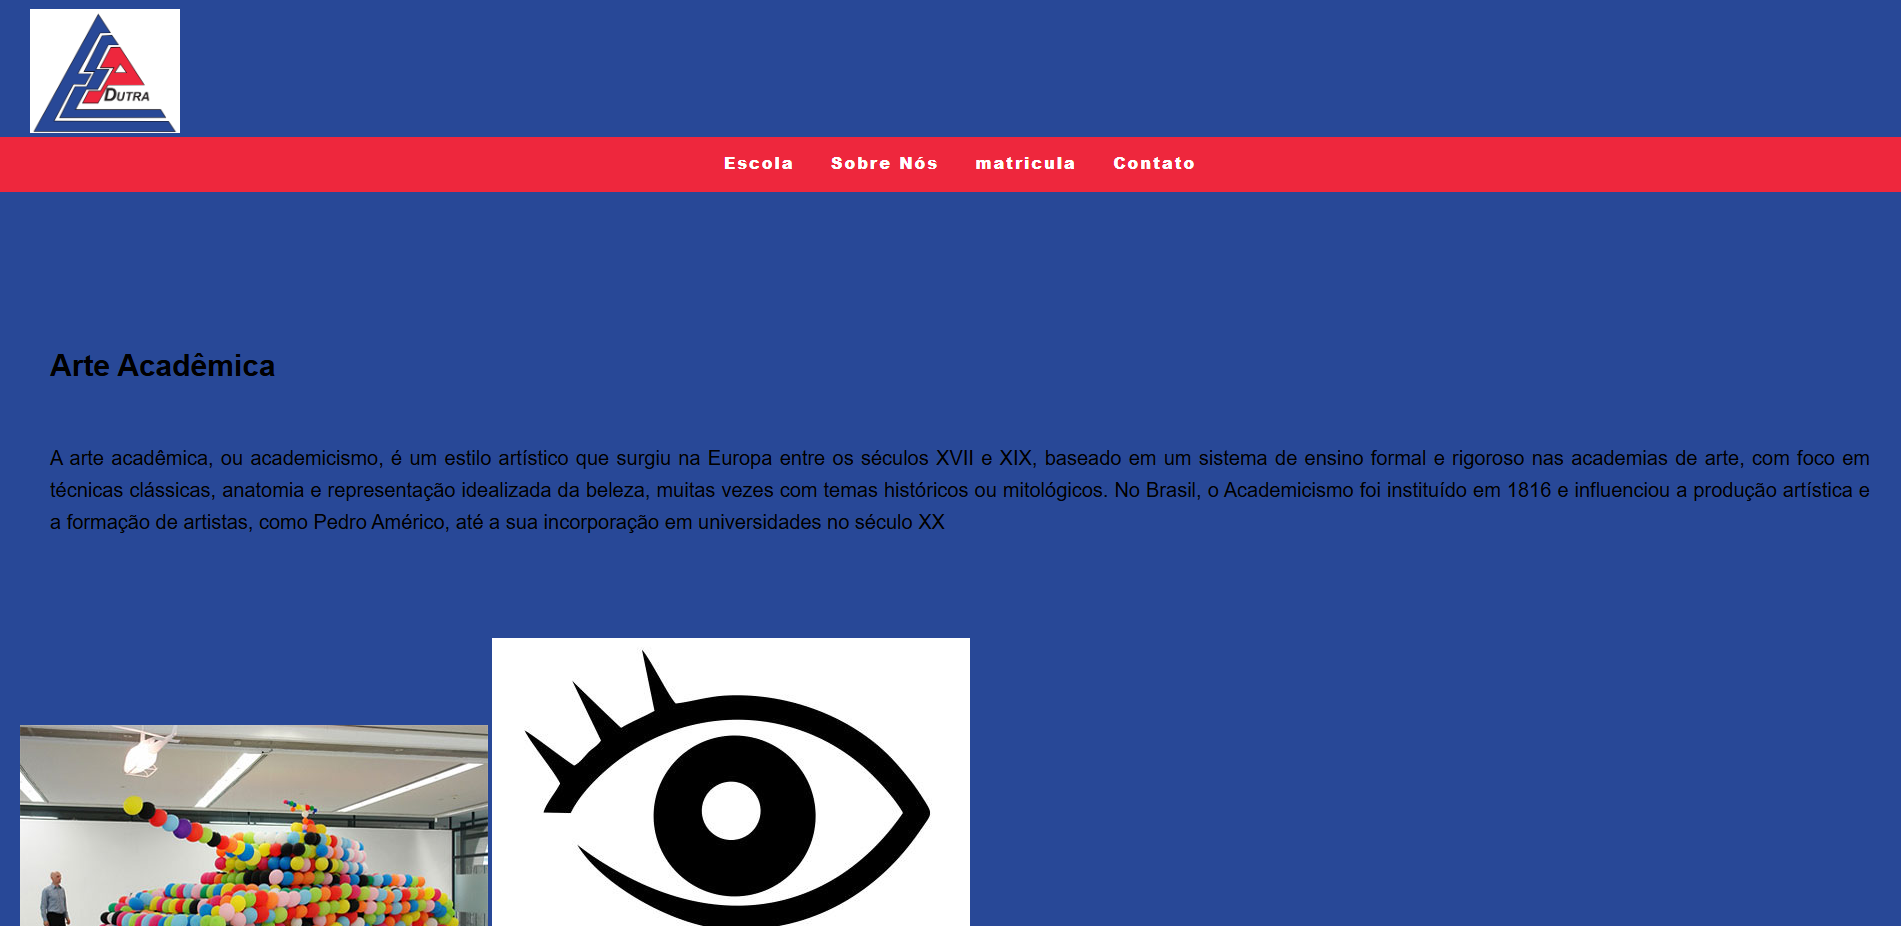 DUTRA
Escola Sobre Nós matricula Contato
Arte Acadêmica
A arte acadêmica, ou academicismo, é um estilo artístico que surgiu na Europa entre os séculos XVII e XIX, baseado em um sistema de ensino formal e rigoroso nas academias de arte, com foco em
técnicas clássicas, anatomia e representação idealizada da beleza, muitas vezes com temas históricos ou mitológicos. No Brasil, o Academicismo foi instituído em 1816 e influenciou a produção artística e
a formação de artistas, como Pedro Américo, até a sua incorporação em universidades no século XX